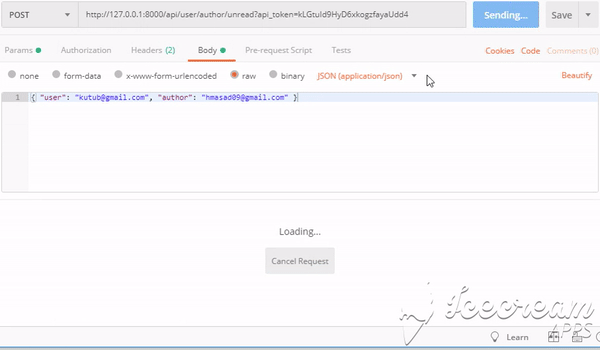 POST http://127.0.0.1:8000/api/user/author/unread?api_token=kLGtuld9HyD6xkogzfayaUdd4 Sending... Save
Params Authorization Headers (2) Body Pre-request Script Tests Cookies Code Comments (0)
none form-data x-www-form-urlencoded raw binary JSON (application/json) Beautify
1 { "user": "kutub@gmail.com", "author": "hmasad09@gmail.com" }
Loading...
Cancel Request
Icecream
APPS
Learn